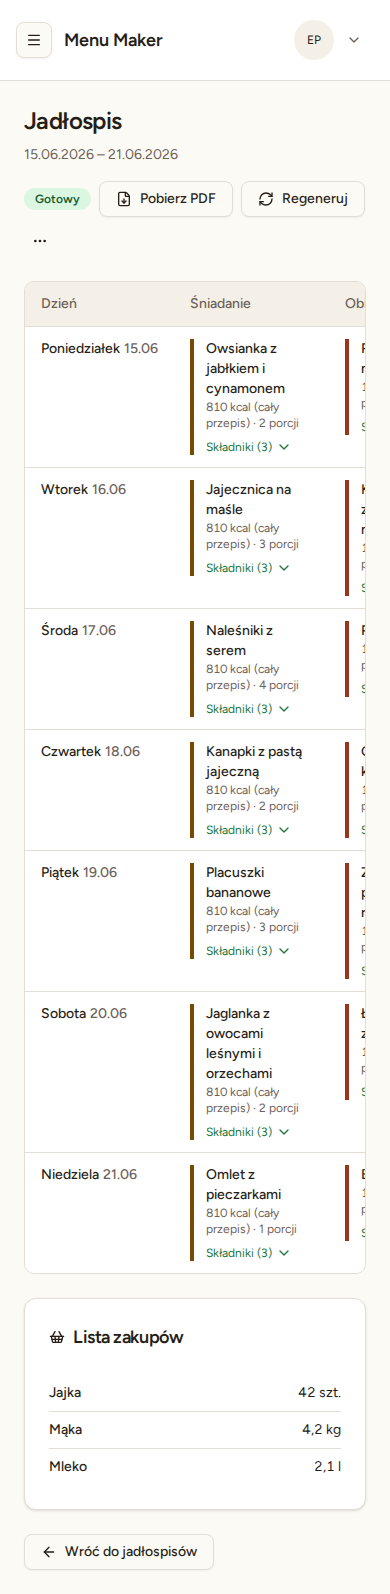 Menu Maker
EP
Jadłospis
15.06.2026 – 21.06.2026
Gotowy
Pobierz PDF
Regeneruj
...
Dzień
Śniadanie
Poniedziałek 15.06
Owsianka z
jabłkiem i
cynamonem
810 kcal (cały
przepis) · 2 porcji
Składniki (3)
Wtorek 16.06
Jajecznica na
maśle
810 kcal (cały
przepis) · 3 porcji
Składniki (3)
Środa 17.06
Naleśniki z
serem
810 kcal (cały
przepis) · 4 porcji
Składniki (3)
Czwartek 18.06
Kanapki z pastą
jajeczną
810 kcal (cały
przepis) · 2 porcji
Składniki (3)
Piątek 19.06
Placuszki
bananowe
810 kcal (cały
przepis) · 3 porcji
Składniki (3)
Sobota 20.06
Jaglanka z
owocami
leśnymi i
orzechami
810 kcal (cały
przepis) · 2 porcji
Składniki (3)
Niedziela 21.06
Omlet z
pieczarkami
810 kcal (cały
przepis) · 1 porcji
Składniki (3)
Lista zakupów
Jajka 42 szt.
Mąka 4,2 kg
Mleko 2,1 l
Wróć do jadłospisów